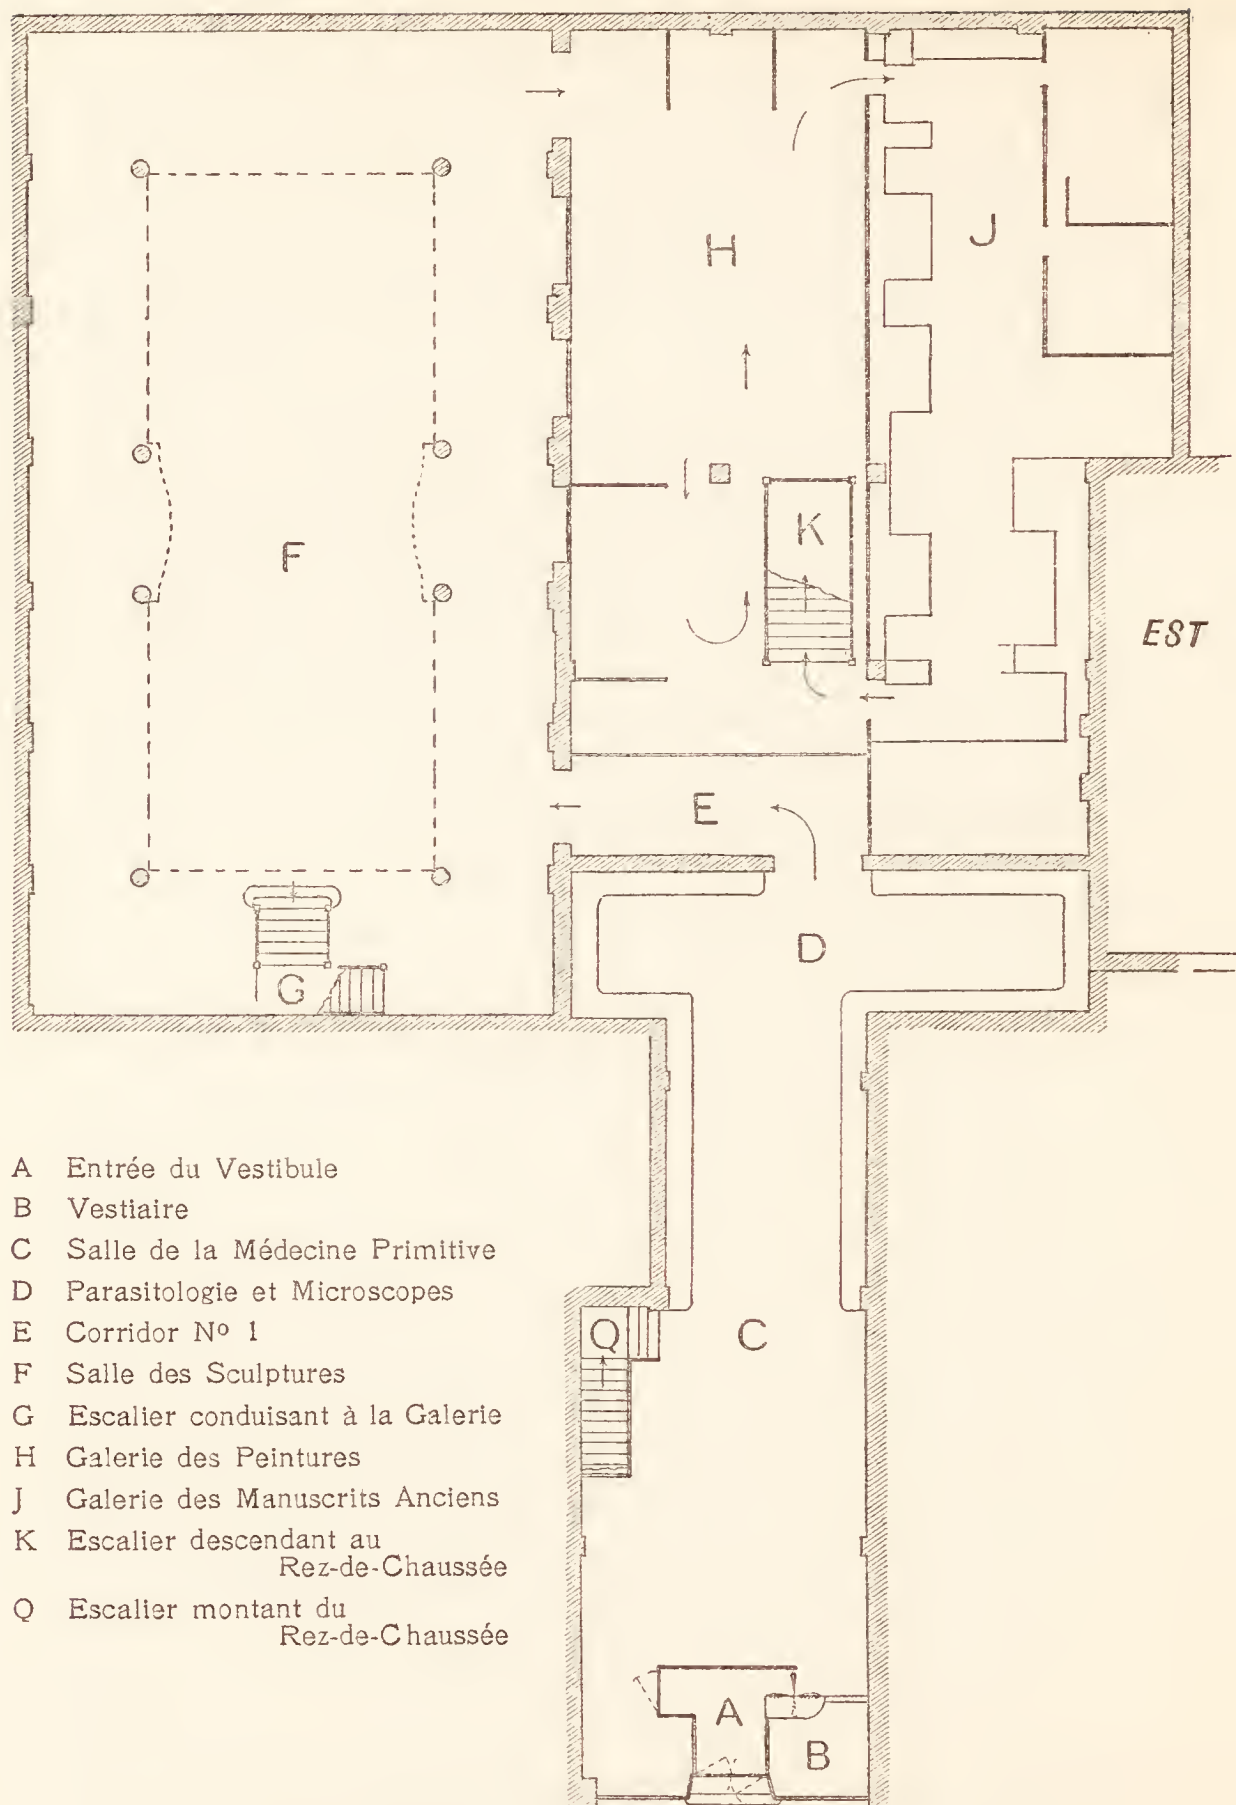 H
J
K
F
EST
E
D
G
A Entrée du Vestibule
B Vestiaire
C Salle de la Médecine Primitive
D Parasitologie et Microscopes
E Corridor Nº 1
F Salle des Sculptures
G Escalier conduisant à la Galerie
H Galerie des Peintures
J Galerie des Manuscrits Anciens
K Escalier descendant au
Rez-de-Chaussée
Q Escalier montant du
Rez-de-Chaussée
Q
C
A
B